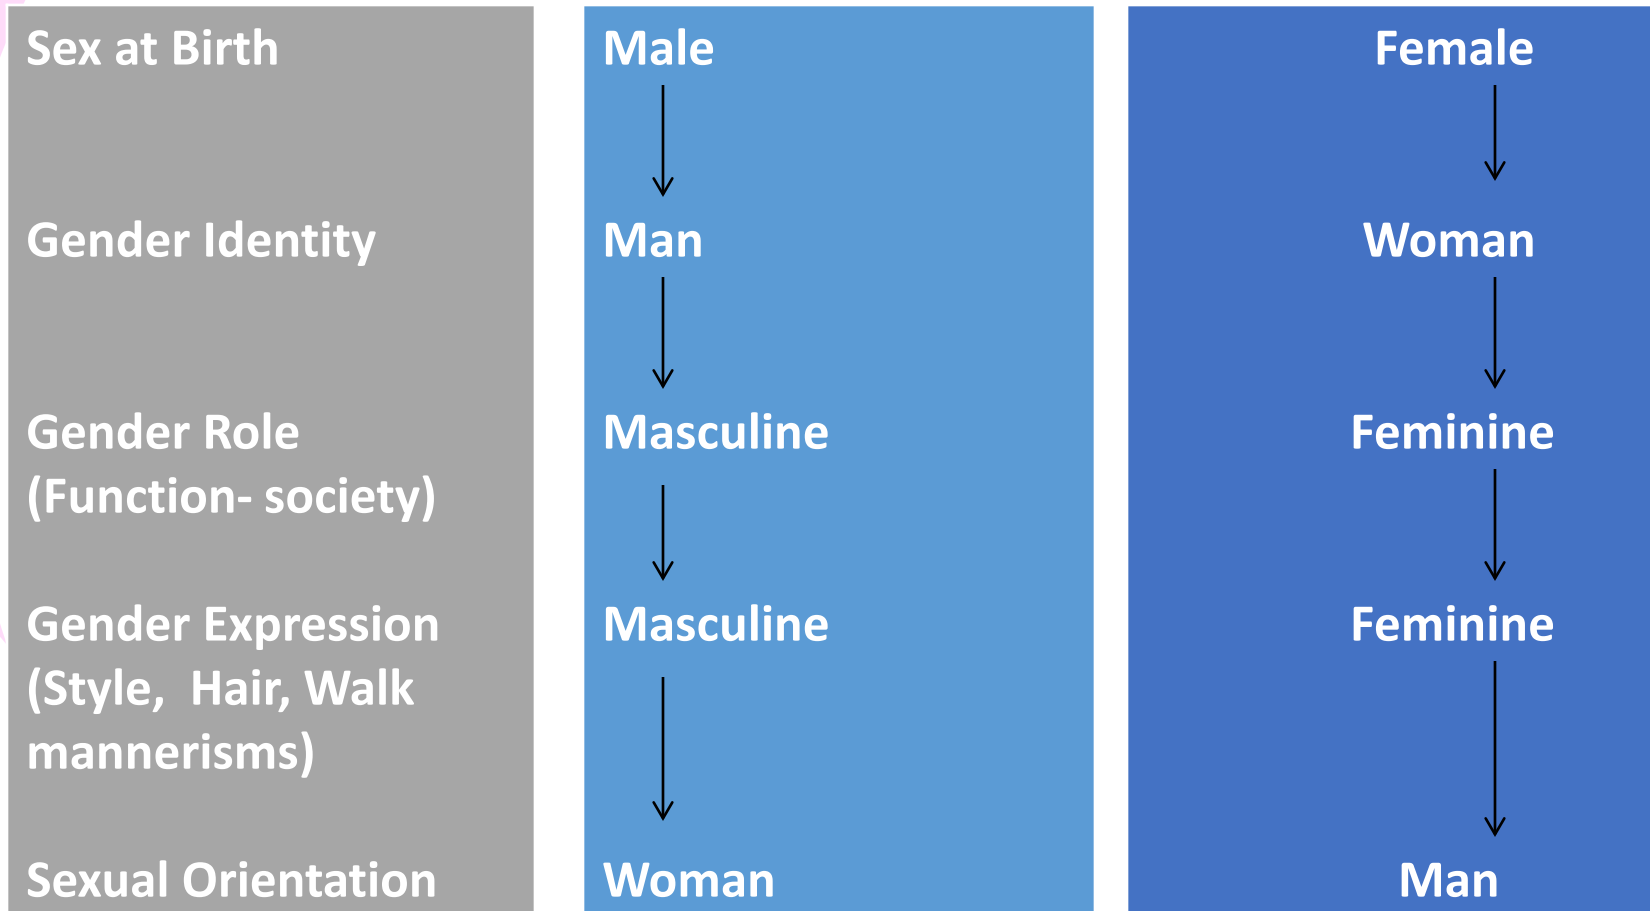 Sex at Birth Male Female
Gender Identity Man Woman
Gender Role Masculine Feminine
(Function- society)
Gender Expression Masculine Feminine
(Style,  Hair, Walk
mannerisms)
Sexual Orientation Woman Man